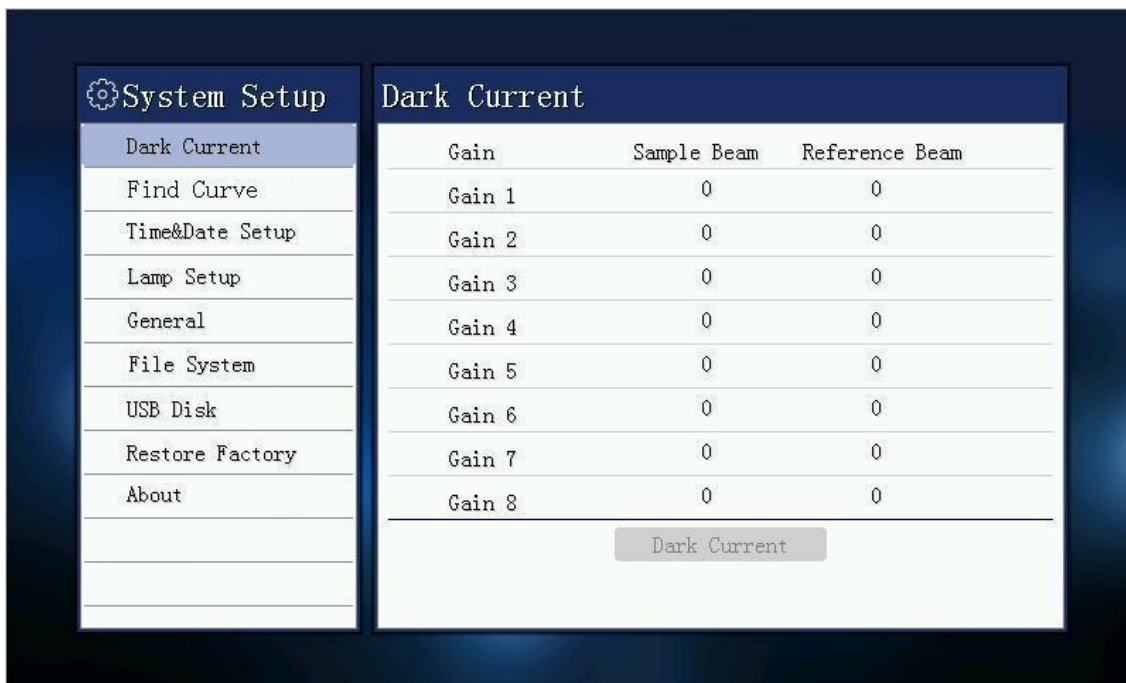 System Setup
Dark Current
Find Curve
Time&Date Setup
Lamp Setup
General
File System
USB Disk
Restore Factory
About
Dark Current
Gain Sample Beam Reference Beam
Gain 1 0 0
Gain 2 0 0
Gain 3 0 0
Gain 4 0 0
Gain 5 0 0
Gain 6 0 0
Gain 7 0 0
Gain 8 0 0
Dark Current